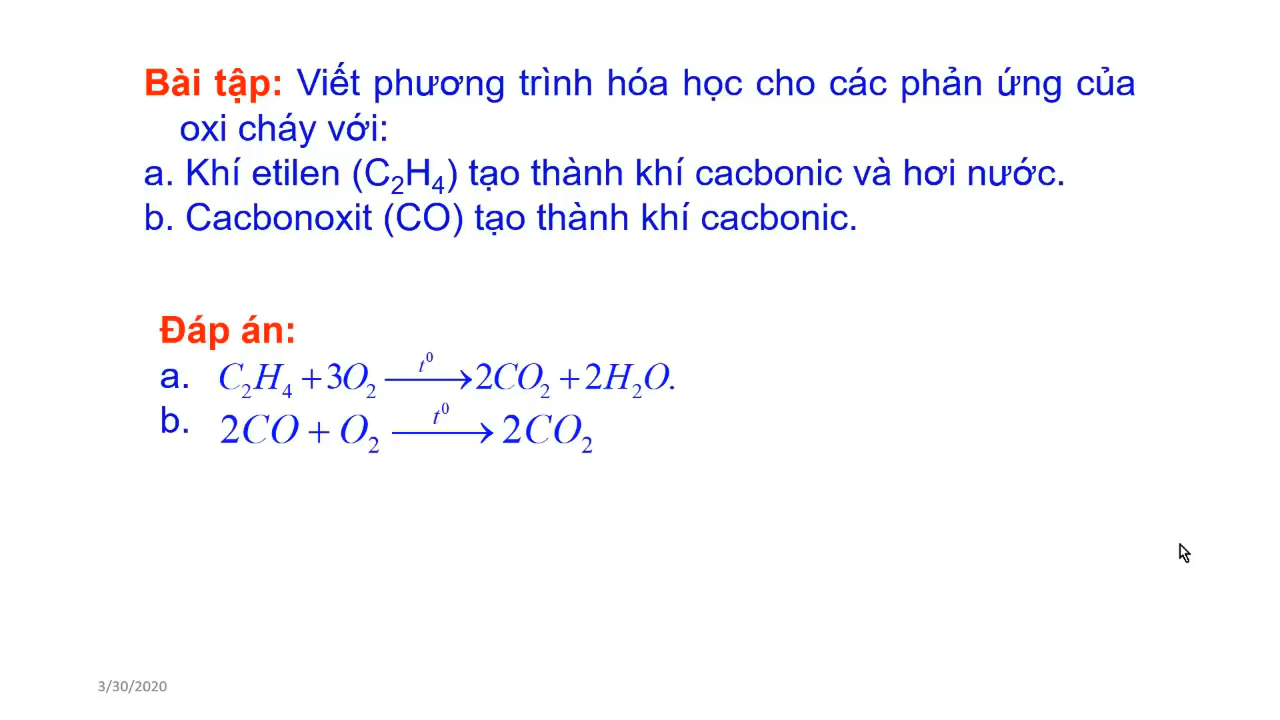 Bài tập: Viết phương trình hóa học cho các phản ứng của
oxi cháy với:
a. Khí etilen (C₂H₄) tạo thành khí cacbonic và hơi nước.
b. Cacbonoxit (CO) tạo thành khí cacbonic.
Đáp án:
a. C₂H₄ + 3O₂ —t⁰→ 2CO₂ + 2H₂O.
b. 2CO + O₂ —t⁰→ 2CO₂
3/30/2020